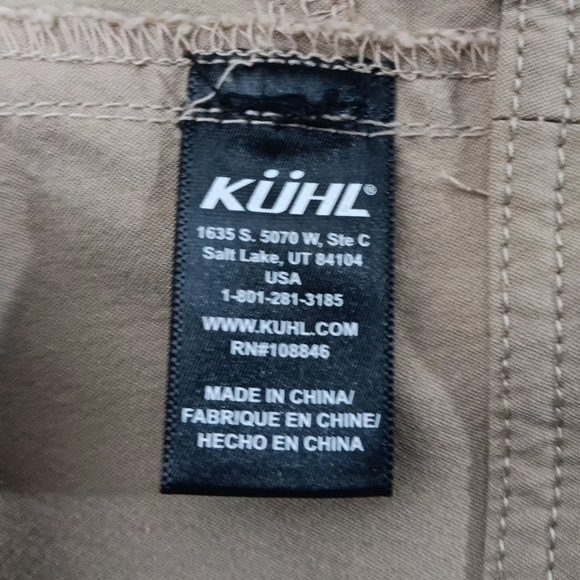 KÜHL®
1635 S. 5070 W, Ste C
Salt Lake, UT 84104
USA
1-801-281-3185
WWW.KUHL.COM
RN#108846
MADE IN CHINA/
FABRIQUE EN CHINE/
HECHO EN CHINA